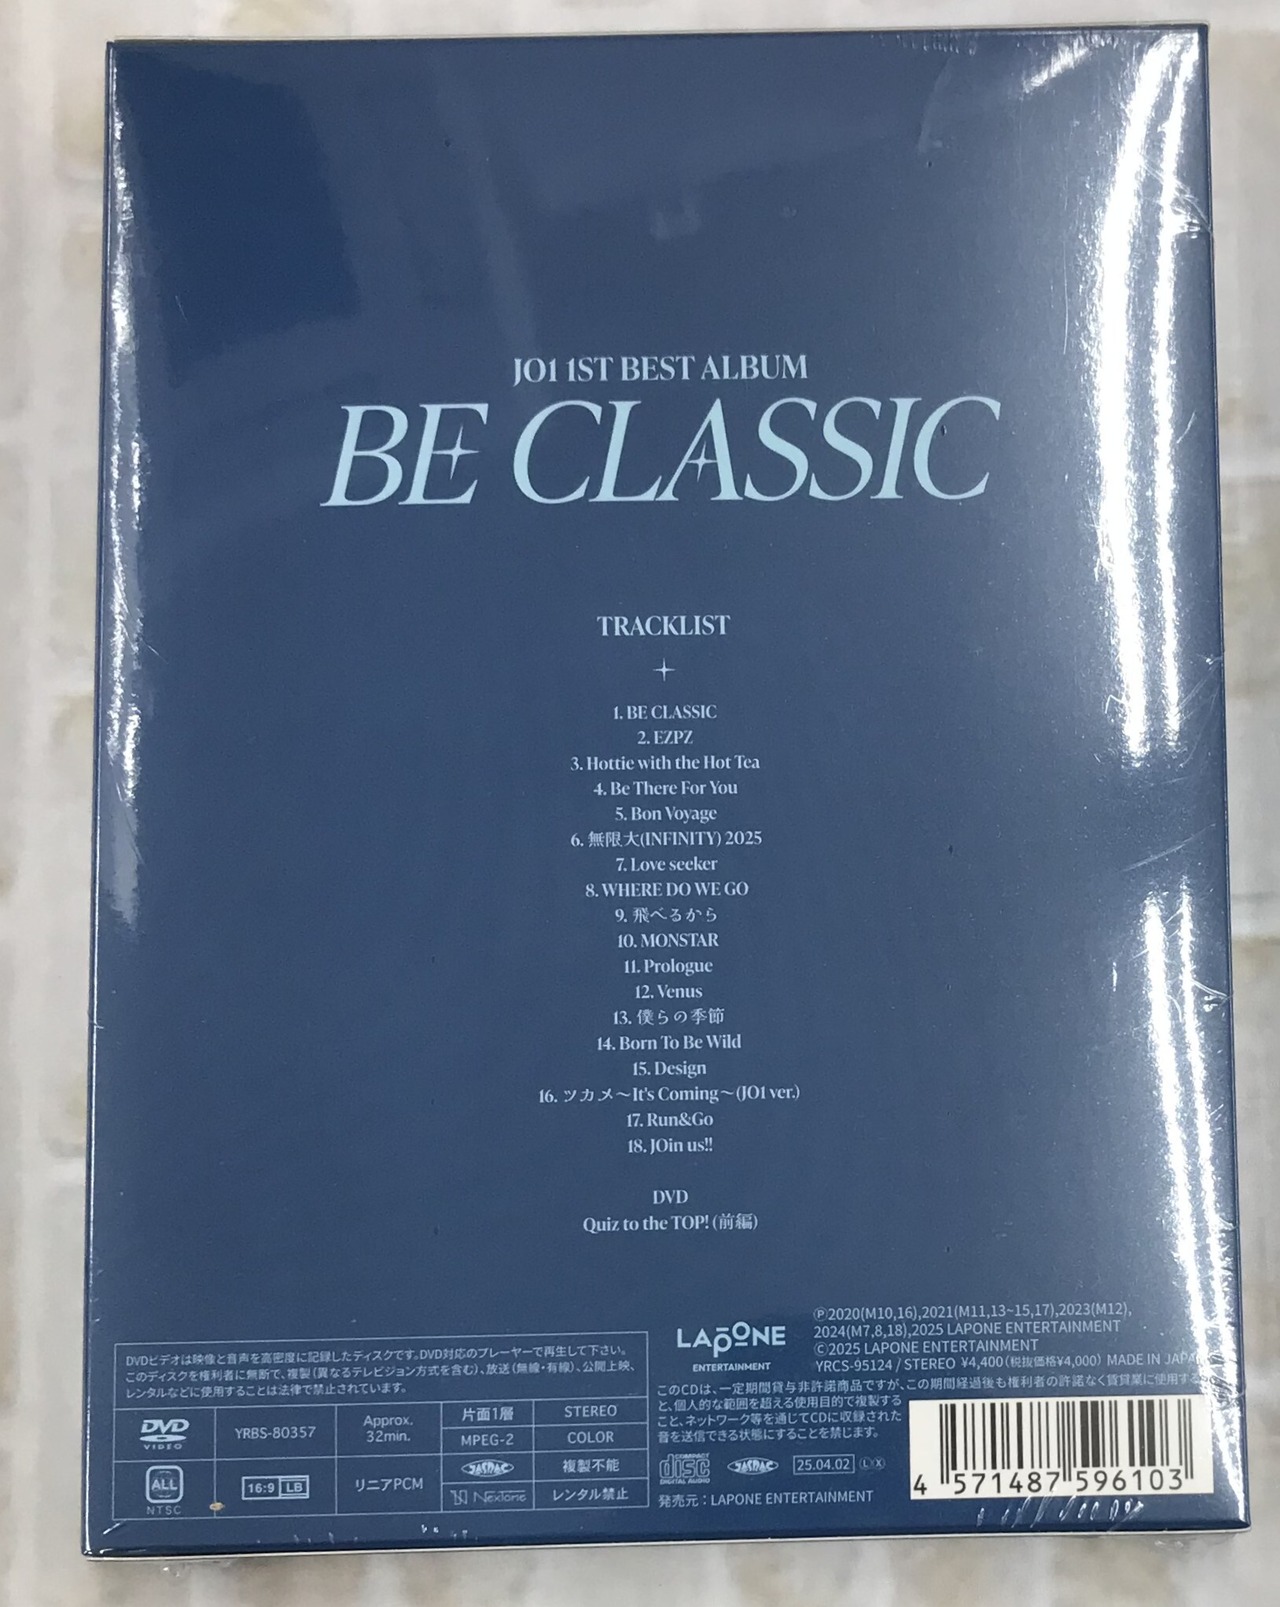 JO1 1ST BEST ALBUM
BE CLASSIC
TRACKLIST
1. BE CLASSIC
2. EZPZ
3. Hottie with the Hot Tea
4. Be There For You
5. Bon Voyage
6. 無限大(INFINITY) 2025
7. Love seeker
8. WHERE DO WE GO
9. 飛べるから
10. MONSTAR
11. Prologue
12. Venus
13. 僕らの季節
14. Born To Be Wild
15. Design
16. ツカメ～It's Coming～(JO1 ver.)
17. Run&Go
18. JOin us!!
DVD
Quiz to the TOP! (前編)
DVDビデオは映像と音声を高密度に記録したディスクです。DVD対応のプレーヤーで再生して下さい。
このディスクを権利者に無断で、複製(異なるテレビジョン方式を含む)、放送(無線・有線)、公開上映、
レンタルなどに使用することは法律で禁止されています。
DVD VIDEO
YRBS-80357
Approx. 32min.
片面1層
STEREO
MPEG-2
COLOR
ALL NTSC
16:9 LB
リニアPCM
JASRAC
複製不能
NexTone
レンタル禁止
LAPONE
ENTERTAINMENT
Ⓟ2020(M10,16),2021(M11,13~15,17),2023(M12),
2024(M7,8,18),2025 LAPONE ENTERTAINMENT
©2025 LAPONE ENTERTAINMENT
YRCS-95124 / STEREO ¥4,400(税抜価格¥4,000) MADE IN JAPA
このCDは、一定期間貸与非許諾商品ですが、この期間経過後も権利者の許諾なく賃貸業に使用する
と、個人的な範囲を超える使用目的で複製する
こと、ネットワーク等を通じてCDに収録された
音を送信できる状態にすることを禁じます。
COMPACT disc DIGITAL AUDIO
JASRAC
25.04.02 Ⓛ Ⓧ
発売元：LAPONE ENTERTAINMENT
4 571487 596103